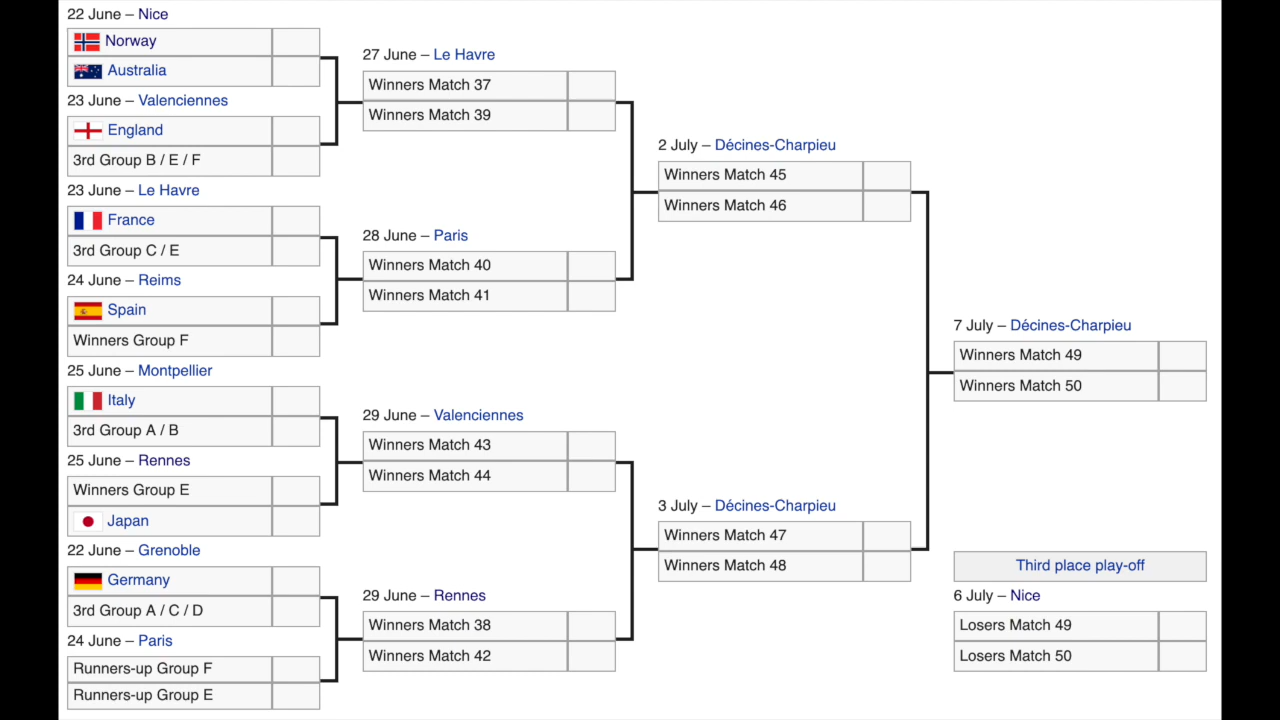 22 June – Nice
Norway
Australia
23 June – Valenciennes
England
3rd Group B / E / F
23 June – Le Havre
France
3rd Group C / E
24 June – Reims
Spain
Winners Group F
25 June – Montpellier
Italy
3rd Group A / B
25 June – Rennes
Winners Group E
Japan
22 June – Grenoble
Germany
3rd Group A / C / D
24 June – Paris
Runners-up Group F
Runners-up Group E
27 June – Le Havre
Winners Match 37
Winners Match 39
28 June – Paris
Winners Match 40
Winners Match 41
29 June – Valenciennes
Winners Match 43
Winners Match 44
29 June – Rennes
Winners Match 38
Winners Match 42
2 July – Décines-Charpieu
Winners Match 45
Winners Match 46
3 July – Décines-Charpieu
Winners Match 47
Winners Match 48
7 July – Décines-Charpieu
Winners Match 49
Winners Match 50
Third place play-off
6 July – Nice
Losers Match 49
Losers Match 50